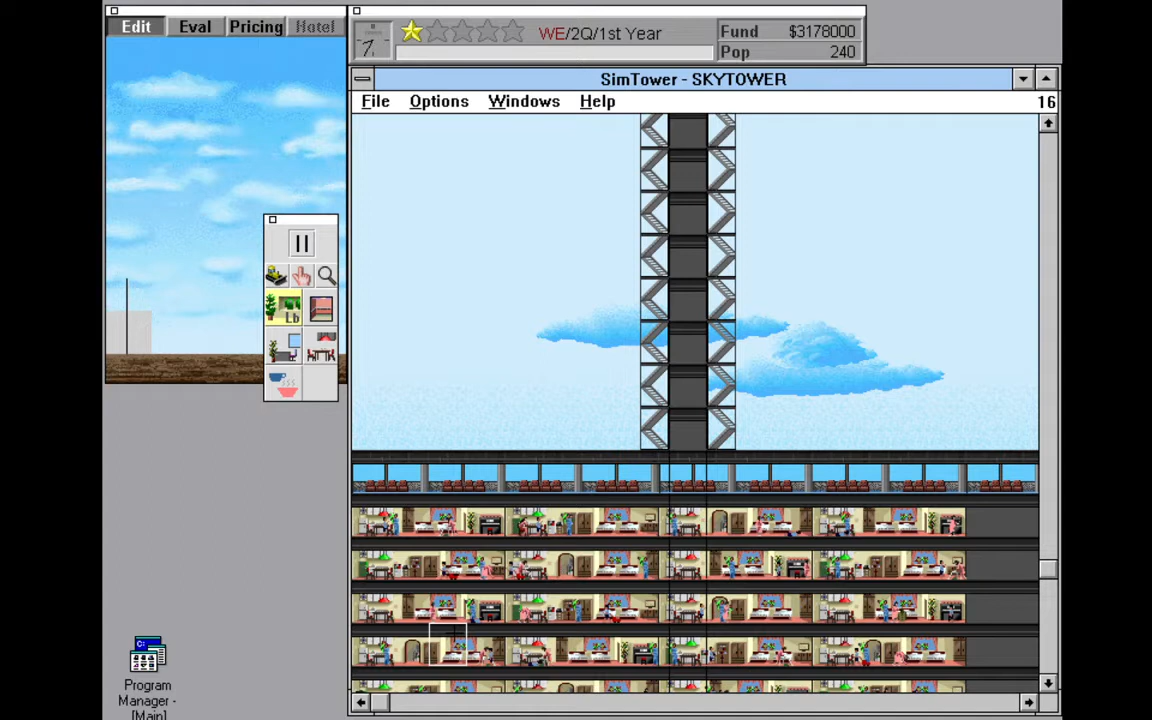 Edit Eval Pricing Hotel
WE/2Q/1st Year
Fund $3178000
Pop 240
SimTower - SKYTOWER
File Options Windows Help 16
Lb
C:\
Program
Manager -
[Main]